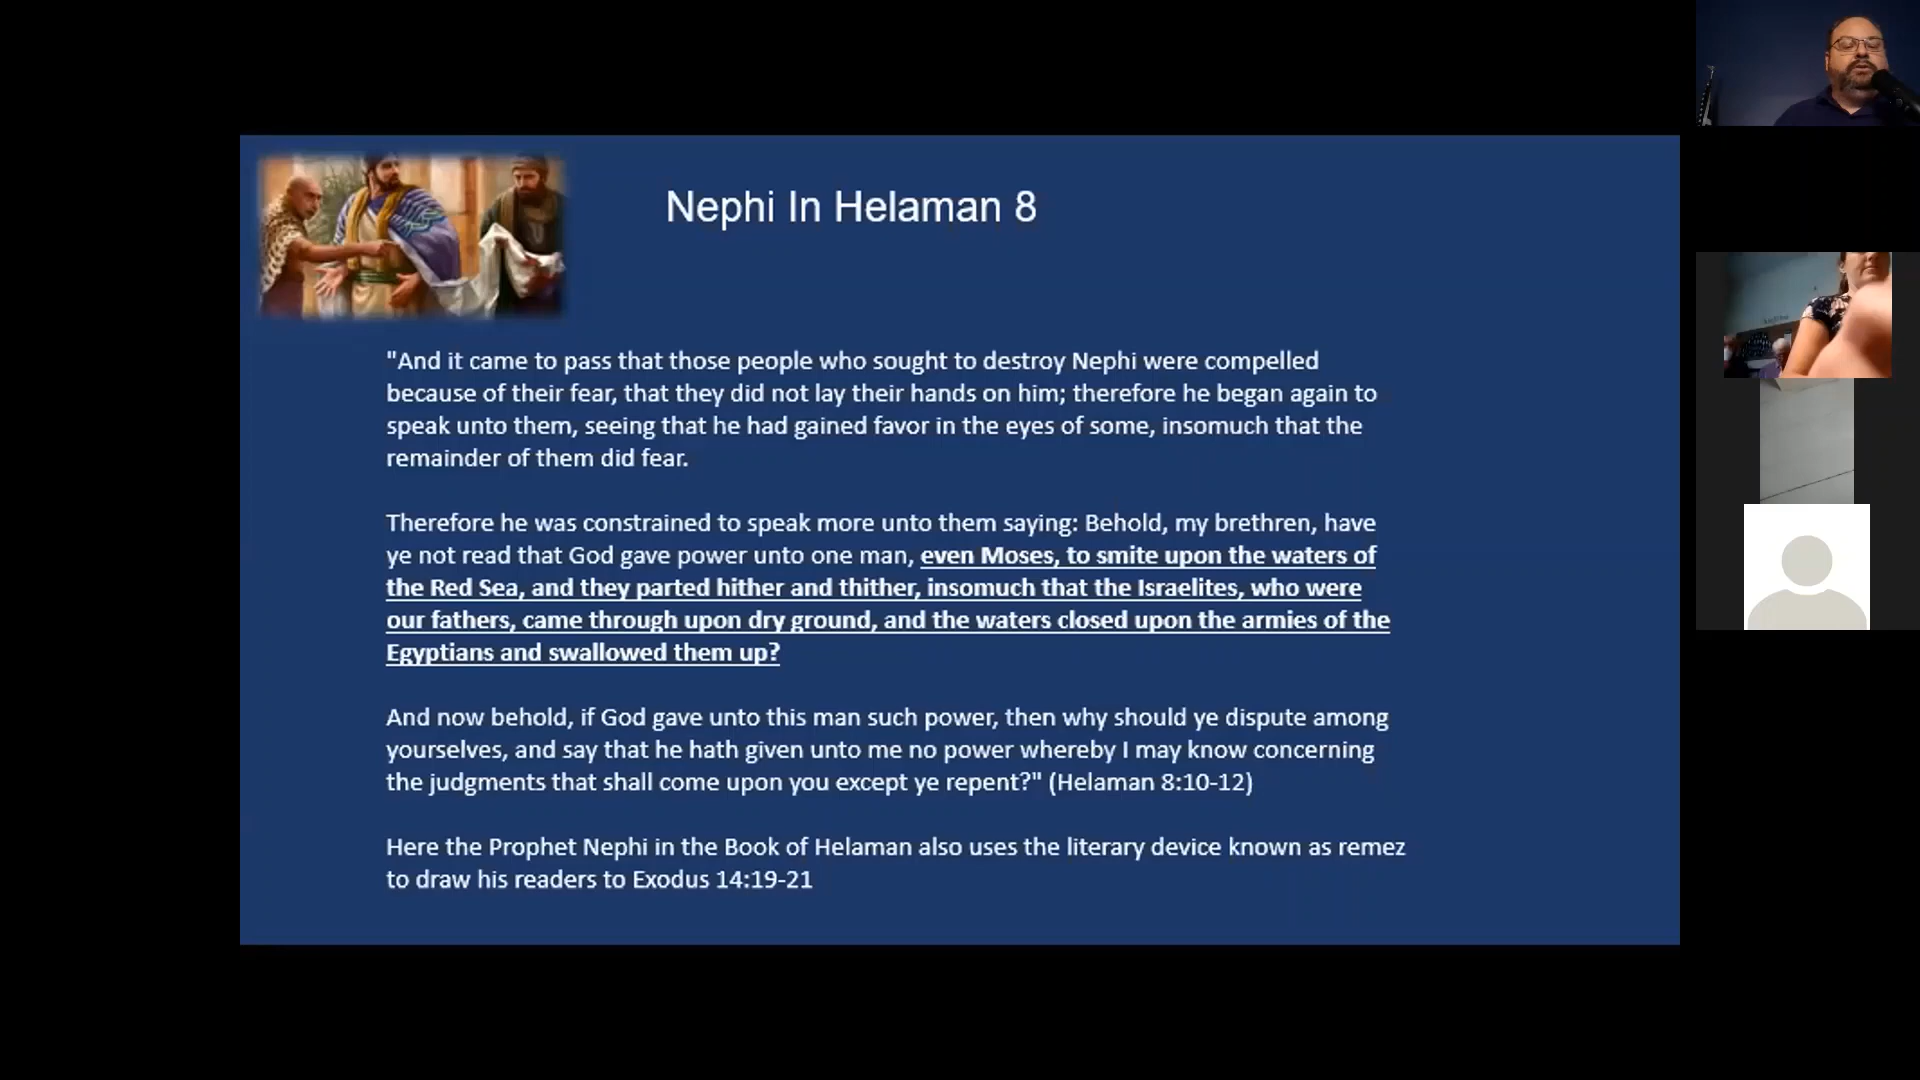 Nephi In Helaman 8
"And it came to pass that those people who sought to destroy Nephi were compelled
because of their fear, that they did not lay their hands on him; therefore he began again to
speak unto them, seeing that he had gained favor in the eyes of some, insomuch that the
remainder of them did fear.
Therefore he was constrained to speak more unto them saying: Behold, my brethren, have
ye not read that God gave power unto one man, even Moses, to smite upon the waters of
the Red Sea, and they parted hither and thither, insomuch that the Israelites, who were
our fathers, came through upon dry ground, and the waters closed upon the armies of the
Egyptians and swallowed them up?
And now behold, if God gave unto this man such power, then why should ye dispute among
yourselves, and say that he hath given unto me no power whereby I may know concerning
the judgments that shall come upon you except ye repent?" (Helaman 8:10-12)
Here the Prophet Nephi in the Book of Helaman also uses the literary device known as remez
to draw his readers to Exodus 14:19-21